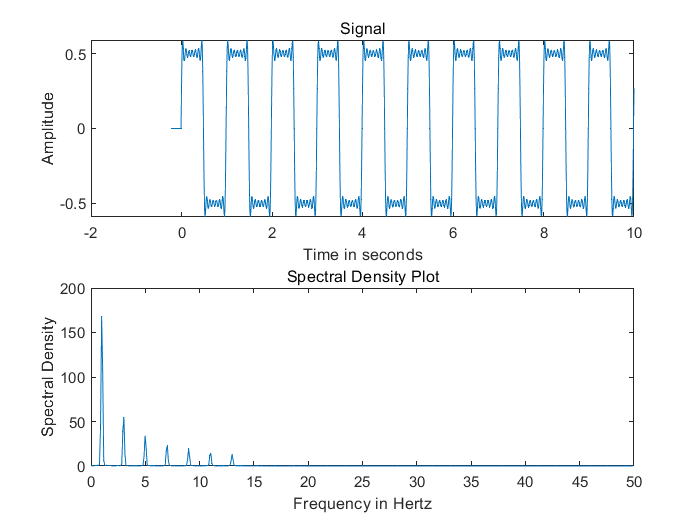 Signal
Amplitude
0.5
0
-0.5
-2 0 2 4 6 8 10
Time in seconds
Spectral Density Plot
Spectral Density
200
150
100
50
0
0 5 10 15 20 25 30 35 40 45 50
Frequency in Hertz